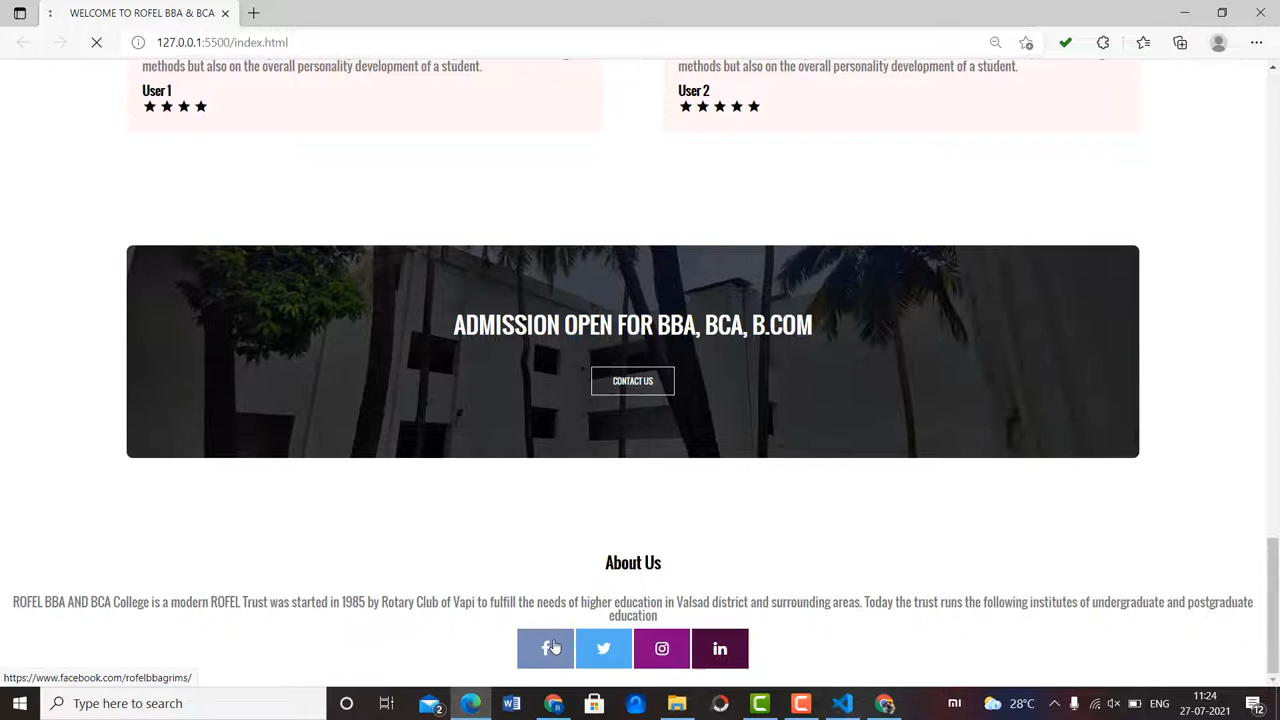 WELCOME TO ROFEL BBA & BCA
127.0.0.1:5500/index.html
methods but also on the overall personality development of a student.
User 1
methods but also on the overall personality development of a student.
User 2
ADMISSION OPEN FOR BBA, BCA, B.COM
CONTACT US
About Us
ROFEL BBA AND BCA College is a modern ROFEL Trust was started in 1985 by Rotary Club of Vapi to fulfill the needs of higher education in Valsad district and surrounding areas. Today the trust runs the following institutes of undergraduate and postgraduate
education
https://www.facebook.com/rofelbbagrims/
Type here to search
2
mi
28°C
ENG
11:24
27-07-2021
12